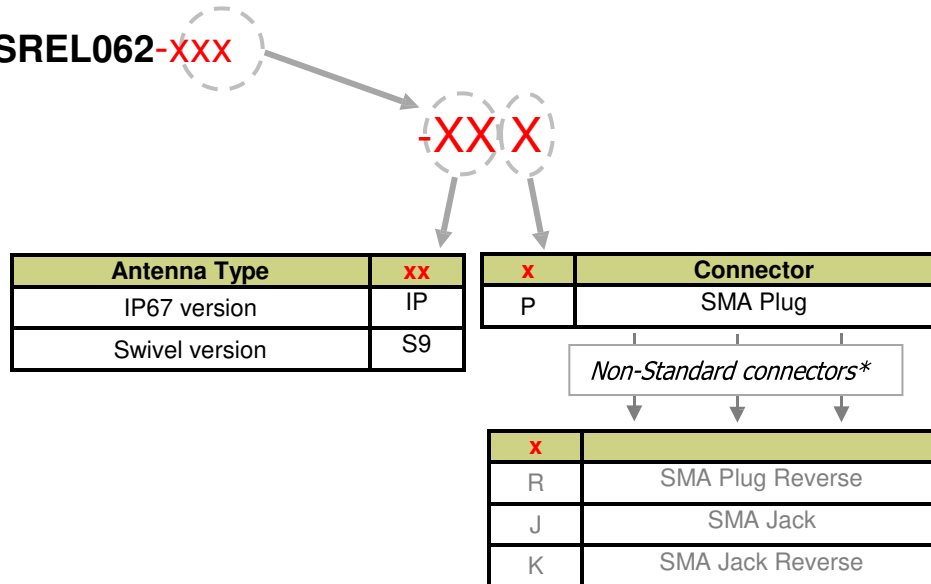 SREL062-xxx
-XX X
Antenna Type xx
IP67 version IP
Swivel version S9
x Connector
P SMA Plug
Non-Standard connectors*
x
R SMA Plug Reverse
J SMA Jack
K SMA Jack Reverse